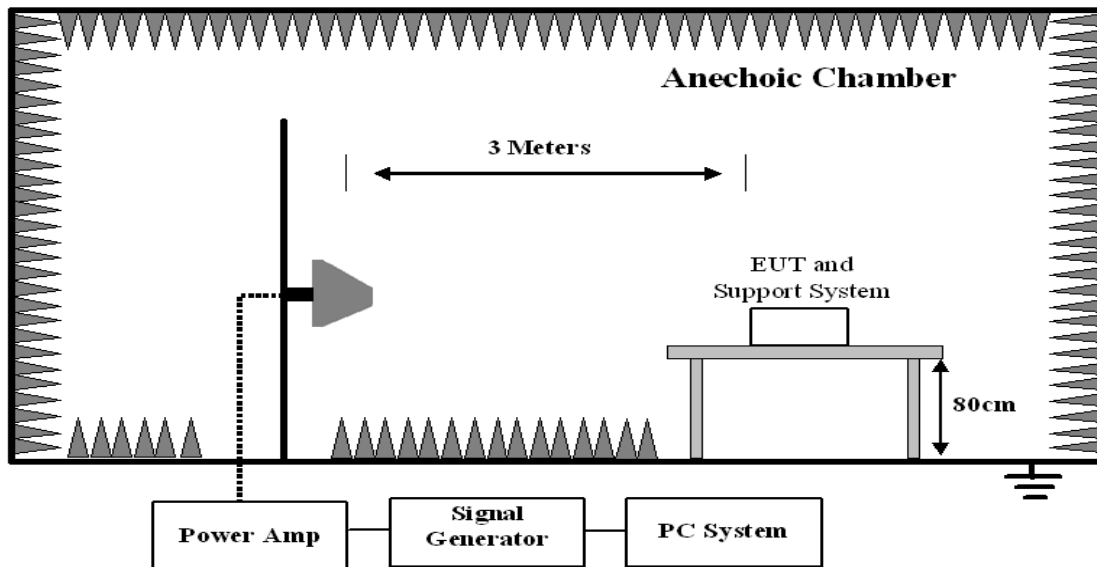 Anechoic Chamber
3 Meters
EUT and
Support System
80cm
Power Amp
Signal
Generator
PC System